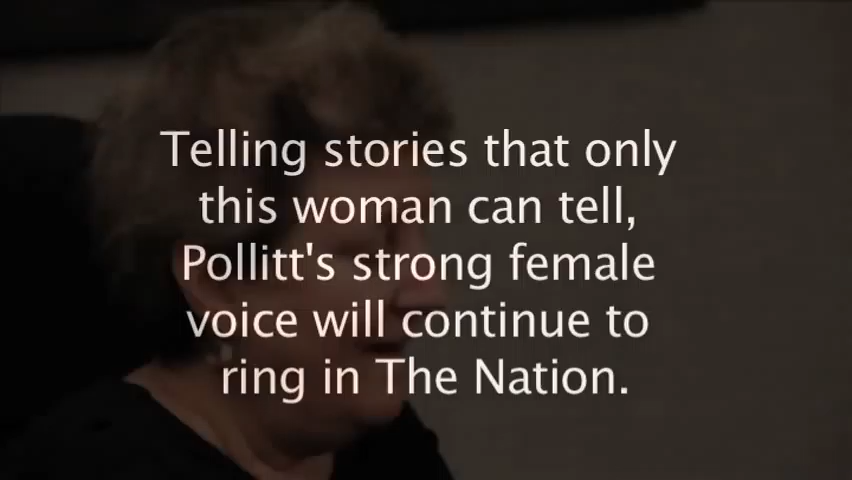 Telling stories that only
this woman can tell,
Pollitt's strong female
voice will continue to
ring in The Nation.